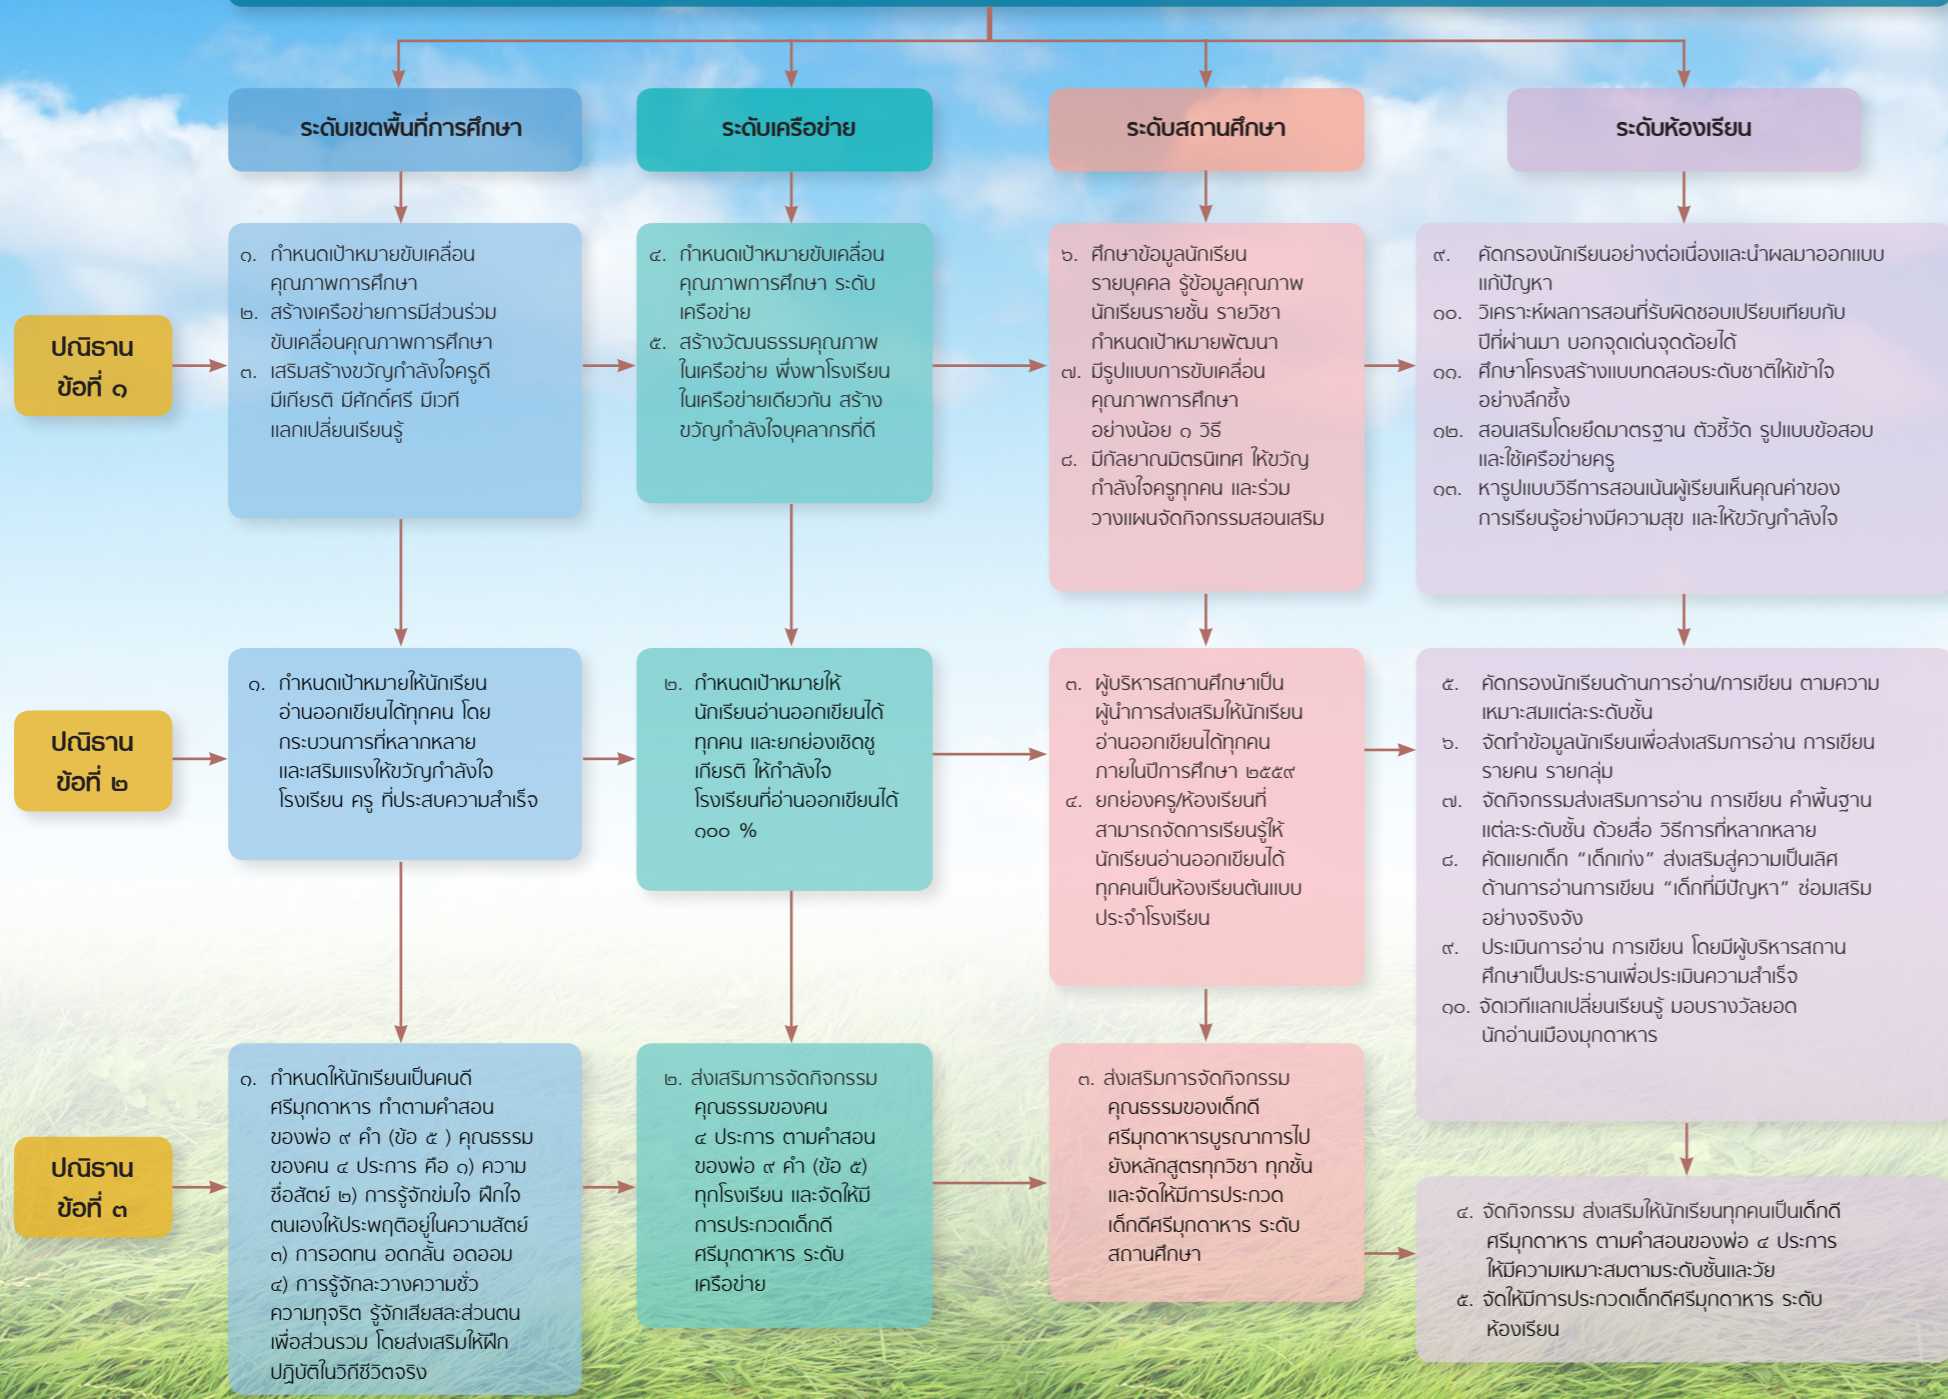 ระดับเขตพื้นที่การศึกษา
ระดับเครือข่าย
ระดับสถานศึกษา
ระดับห้องเรียน
ปณิธาน
ข้อที่ ๑
๑. กำหนดเป้าหมายขับเคลื่อน
คุณภาพการศึกษา
๒. สร้างเครือข่ายการมีส่วนร่วม
ขับเคลื่อนคุณภาพการศึกษา
๓. เสริมสร้างขวัญกำลังใจครูดี
มีเกียรติ มีศักดิ์ศรี มีเวที
แลกเปลี่ยนเรียนรู้
๔. กำหนดเป้าหมายขับเคลื่อน
คุณภาพการศึกษา ระดับ
เครือข่าย
๕. สร้างวัฒนธรรมคุณภาพ
ในเครือข่าย พึ่งพาโรงเรียน
ในเครือข่ายเดียวกัน สร้าง
ขวัญกำลังใจบุคลากรที่ดี
๖. ศึกษาข้อมูลนักเรียน
รายบุคคล รู้ข้อมูลคุณภาพ
นักเรียนรายชั้น รายวิชา
กำหนดเป้าหมายพัฒนา
๗. มีรูปแบบการขับเคลื่อน
คุณภาพการศึกษา
อย่างน้อย ๑ วิธี
๘. มีกัลยาณมิตรนิเทศ ให้ขวัญ
กำลังใจครูทุกคน และร่วม
วางแผนจัดกิจกรรมสอนเสริม
๙. คัดกรองนักเรียนอย่างต่อเนื่องและนำผลมาออกแบบ
แก้ปัญหา
๑๐. วิเคราะห์ผลการสอนที่รับผิดชอบเปรียบเทียบกับ
ปีที่ผ่านมา บอกจุดเด่นจุดด้อยได้
๑๑. ศึกษาโครงสร้างแบบทดสอบระดับชาติให้เข้าใจ
อย่างลึกซึ้ง
๑๒. สอนเสริมโดยยึดมาตรฐาน ตัวชี้วัด รูปแบบข้อสอบ
และใช้เครือข่ายครู
๑๓. หารูปแบบวิธีการสอนเน้นผู้เรียนเห็นคุณค่าของ
การเรียนรู้อย่างมีความสุข และให้ขวัญกำลังใจ
ปณิธาน
ข้อที่ ๒
๑. กำหนดเป้าหมายให้นักเรียน
อ่านออกเขียนได้ทุกคน โดย
กระบวนการที่หลากหลาย
และเสริมแรงให้ขวัญกำลังใจ
โรงเรียน ครู ที่ประสบความสำเร็จ
๒. กำหนดเป้าหมายให้
นักเรียนอ่านออกเขียนได้
ทุกคน และยกย่องเชิดชู
เกียรติ ให้กำลังใจ
โรงเรียนที่อ่านออกเขียนได้
๑๐๐ %
๓. ผู้บริหารสถานศึกษาเป็น
ผู้นำการส่งเสริมให้นักเรียน
อ่านออกเขียนได้ทุกคน
ภายในปีการศึกษา ๒๕๕๙
๔. ยกย่องครู/ห้องเรียนที่
สามารถจัดการเรียนรู้ให้
นักเรียนอ่านออกเขียนได้
ทุกคนเป็นห้องเรียนต้นแบบ
ประจำโรงเรียน
๕. คัดกรองนักเรียนด้านการอ่าน/การเขียน ตามความ
เหมาะสมแต่ละระดับชั้น
๖. จัดทำข้อมูลนักเรียนเพื่อส่งเสริมการอ่าน การเขียน
รายคน รายกลุ่ม
๗. จัดกิจกรรมส่งเสริมการอ่าน การเขียน คำพื้นฐาน
แต่ละระดับชั้น ด้วยสื่อ วิธีการที่หลากหลาย
๘. คัดแยกเด็ก “เด็กเก่ง” ส่งเสริมสู่ความเป็นเลิศ
ด้านการอ่านการเขียน “เด็กที่มีปัญหา” ซ่อมเสริม
อย่างจริงจัง
๙. ประเมินการอ่าน การเขียน โดยมีผู้บริหารสถาน
ศึกษาเป็นประธานเพื่อประเมินความสำเร็จ
๑๐. จัดเวทีแลกเปลี่ยนเรียนรู้ มอบรางวัลยอด
นักอ่านเมืองมุกดาหาร
ปณิธาน
ข้อที่ ๓
๑. กำหนดให้นักเรียนเป็นคนดี
ศรีมุกดาหาร ทำตามคำสอน
ของพ่อ ๙ คำ (ข้อ ๕ ) คุณธรรม
ของคน ๔ ประการ คือ ๑) ความ
ซื่อสัตย์ ๒) การรู้จักข่มใจ ฝึกใจ
ตนเองให้ประพฤติอยู่ในความสัตย์
๓) การอดทน อดกลั้น อดออม
๔) การรู้จักละวางความชั่ว
ความทุจริต รู้จักเสียสละส่วนตน
เพื่อส่วนรวม โดยส่งเสริมให้ฝึก
ปฏิบัติในวิถีชีวิตจริง
๒. ส่งเสริมการจัดกิจกรรม
คุณธรรมของคน
๔ ประการ ตามคำสอน
ของพ่อ ๙ คำ (ข้อ ๕)
ทุกโรงเรียน และจัดให้มี
การประกวดเด็กดี
ศรีมุกดาหาร ระดับ
เครือข่าย
๓. ส่งเสริมการจัดกิจกรรม
คุณธรรมของเด็กดี
ศรีมุกดาหารบูรณาการไป
ยังหลักสูตรทุกวิชา ทุกชั้น
และจัดให้มีการประกวด
เด็กดีศรีมุกดาหาร ระดับ
สถานศึกษา
๔. จัดกิจกรรม ส่งเสริมให้นักเรียนทุกคนเป็นเด็กดี
ศรีมุกดาหาร ตามคำสอนของพ่อ ๔ ประการ
ให้มีความเหมาะสมตามระดับชั้นและวัย
๕. จัดให้มีการประกวดเด็กดีศรีมุกดาหาร ระดับ
ห้องเรียน